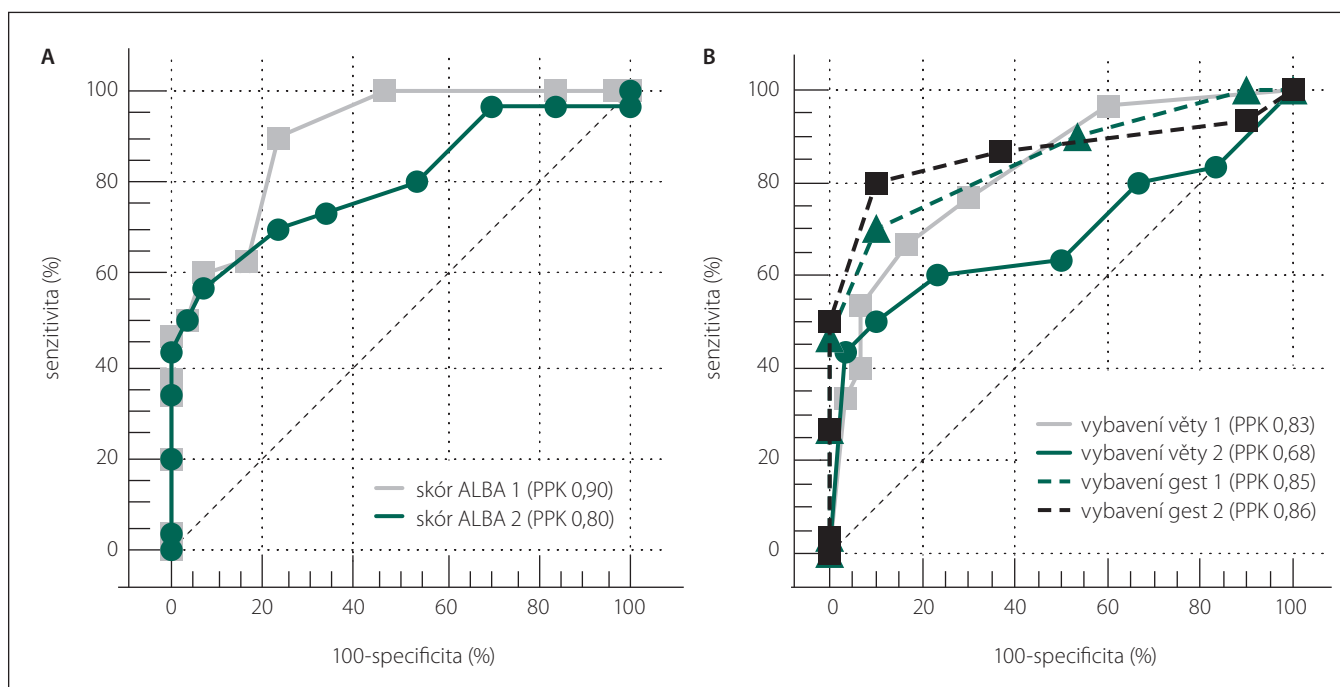 A
senzitivita (%)
100
80
60
40
20
0
0 20 40 60 80 100
100-specificita (%)
skór ALBA 1 (PPK 0,90)
skór ALBA 2 (PPK 0,80)
B
senzitivita (%)
100
80
60
40
20
0
0 20 40 60 80 100
100-specificita (%)
vybavení věty 1 (PPK 0,83)
vybavení věty 2 (PPK 0,68)
vybavení gest 1 (PPK 0,85)
vybavení gest 2 (PPK 0,86)